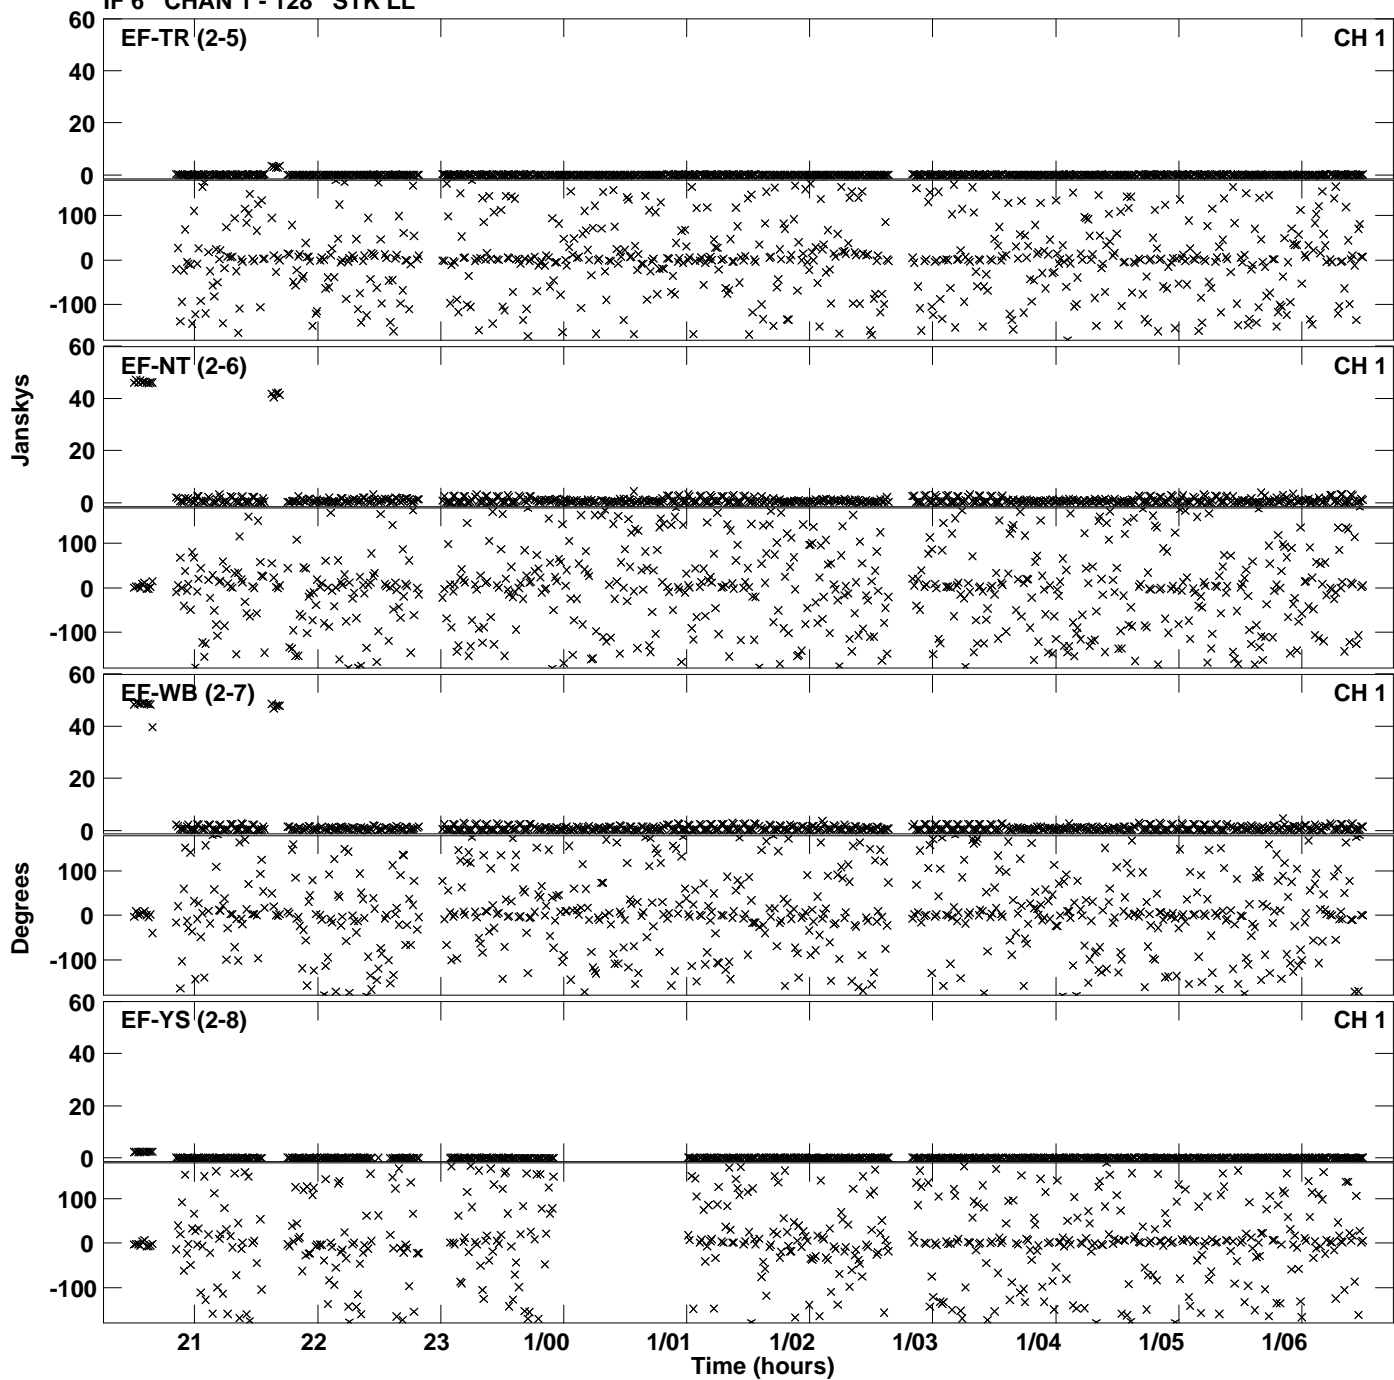 IF 6 CHAN 1 - 128 STK LL
60
EF-TR (2-5)
CH 1
40
20
0
100
0
-100
60
EF-NT (2-6)
CH 1
40
20
0
100
0
-100
Janskys
60
EF-WB (2-7)
CH 1
40
20
0
100
0
-100
Degrees
60
EF-YS (2-8)
CH 1
40
20
0
100
0
-100
21 22 23 1/00 1/01 1/02 1/03 1/04 1/05 1/06
Time (hours)